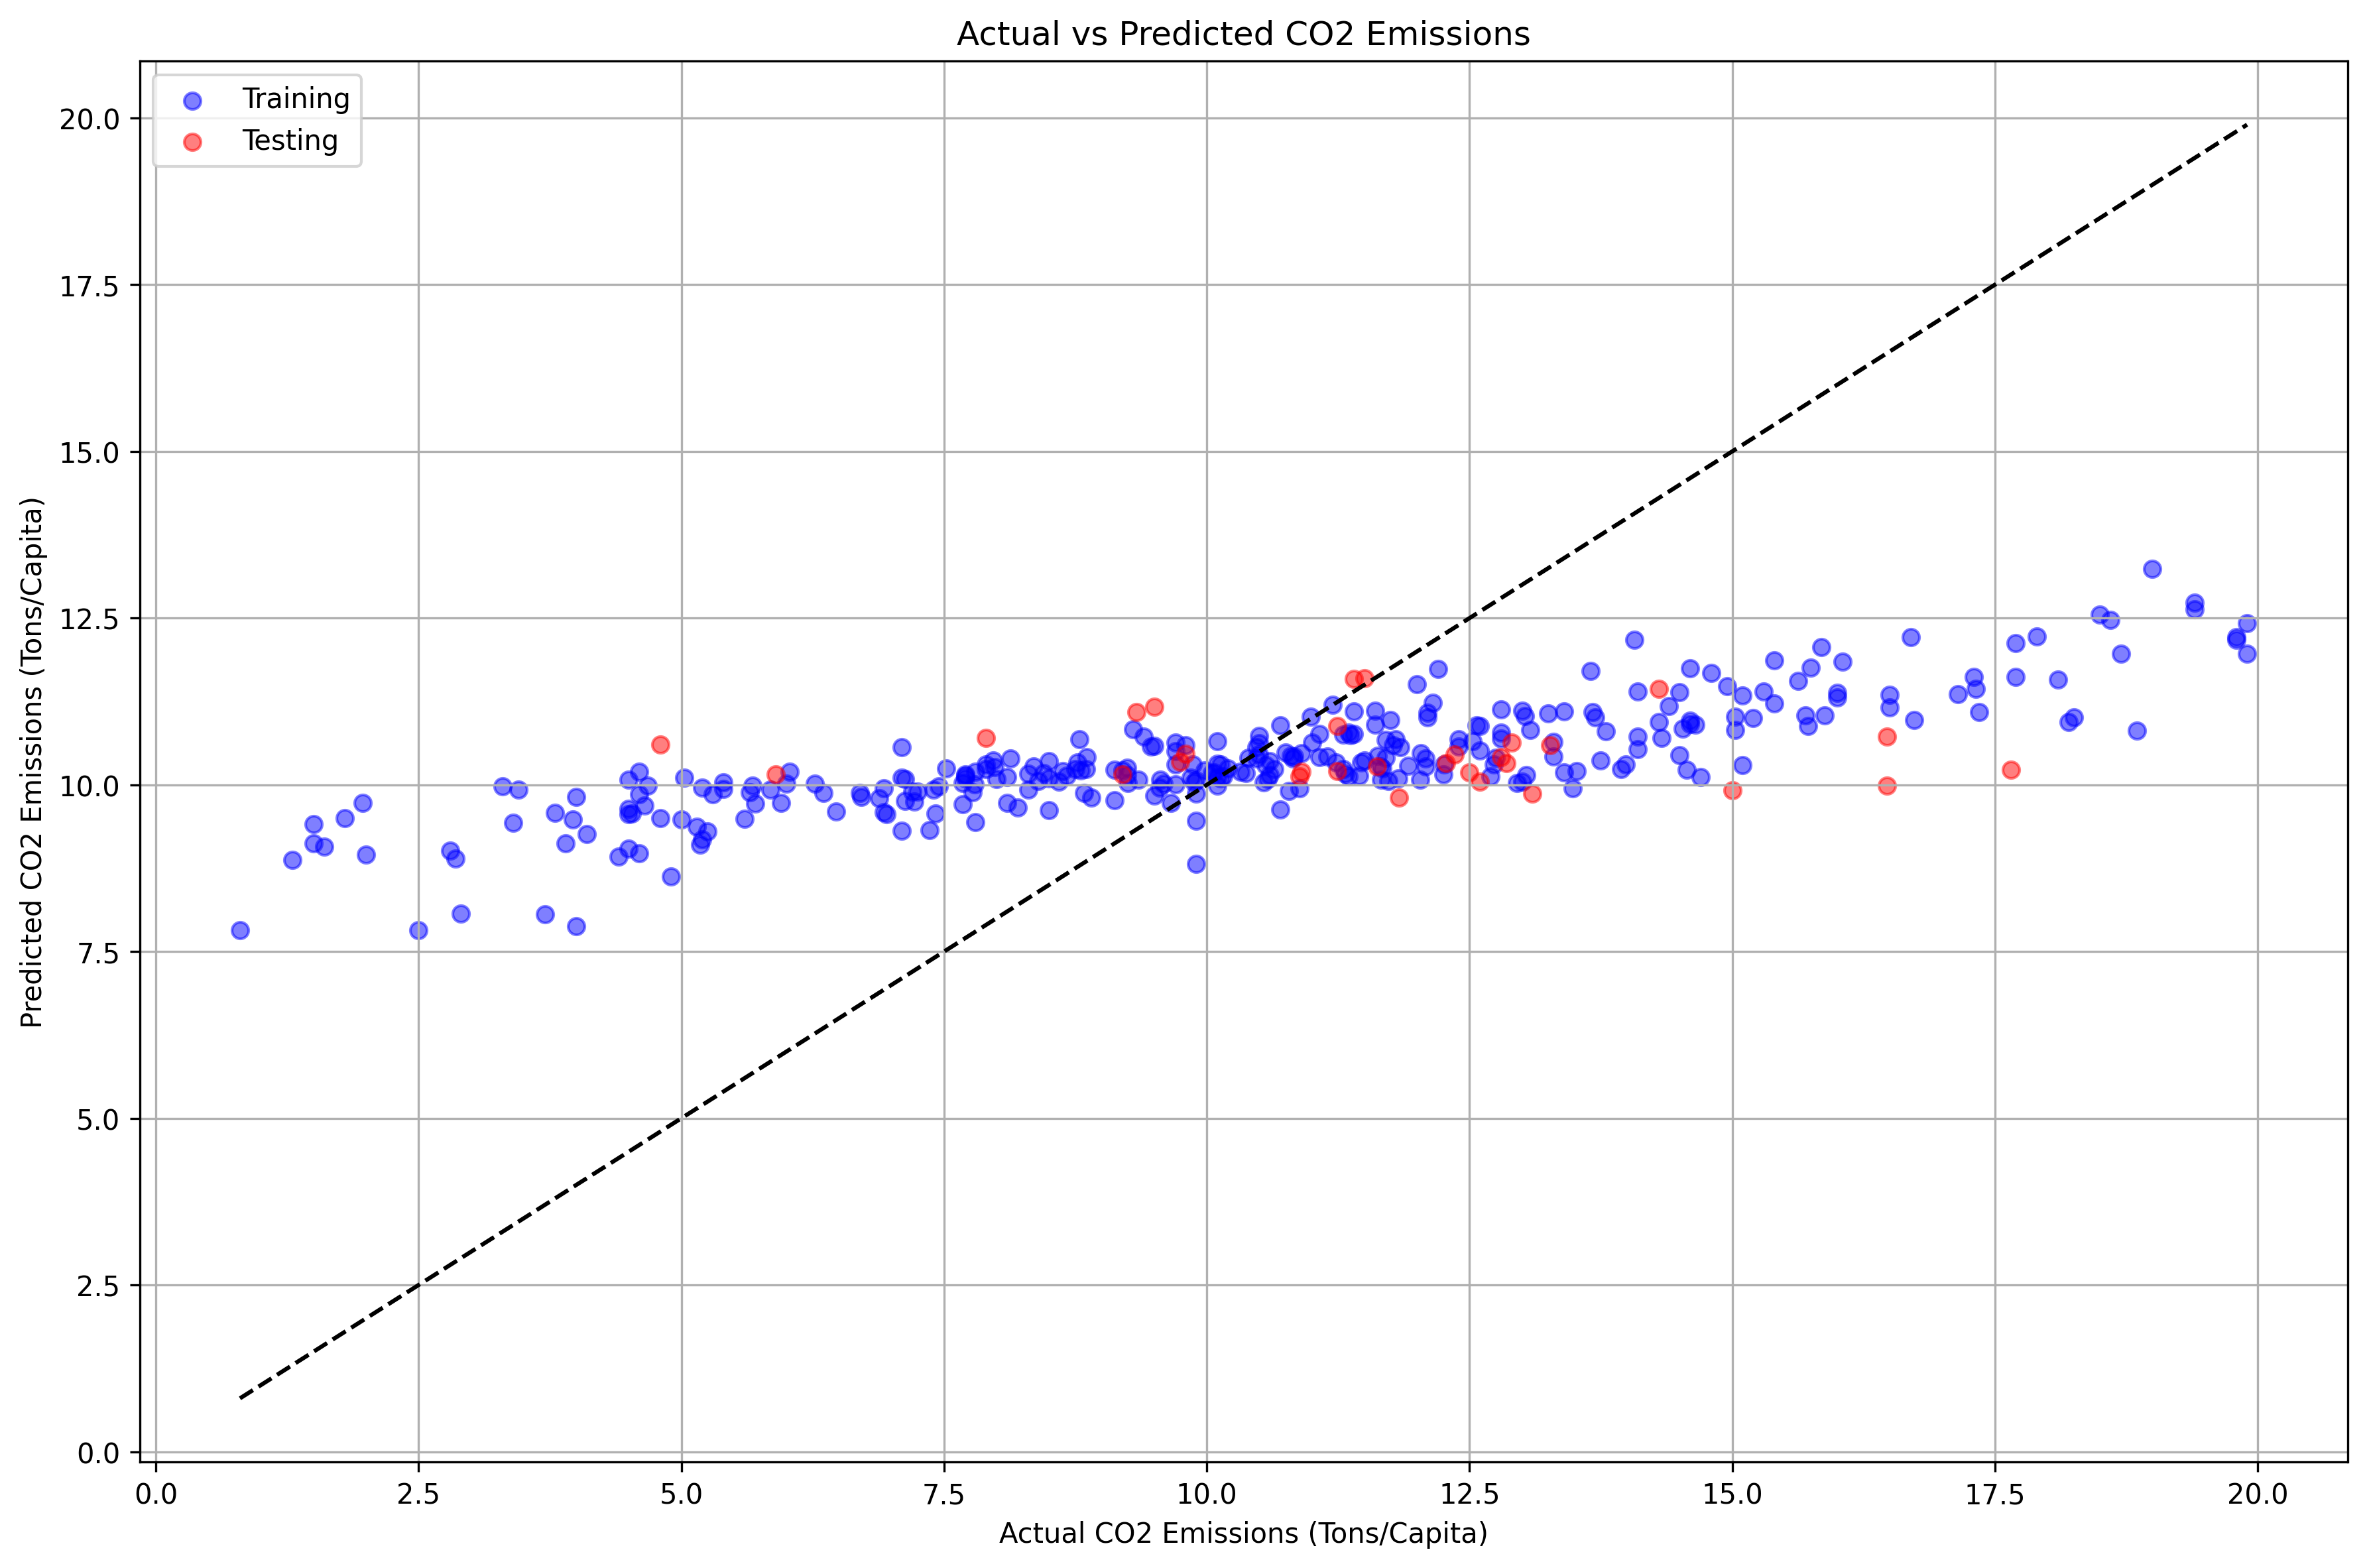 Actual vs Predicted CO2 Emissions
Training
Testing
20.0
17.5
15.0
12.5
10.0
7.5
5.0
2.5
0.0
Predicted CO2 Emissions (Tons/Capita)
0.0 2.5 5.0 7.5 10.0 12.5 15.0 17.5 20.0
Actual CO2 Emissions (Tons/Capita)